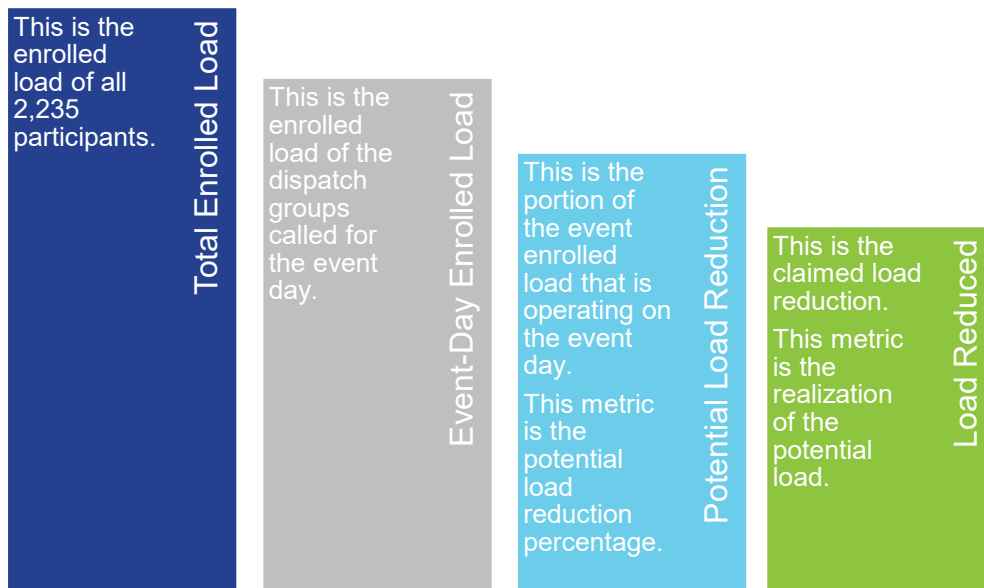 This is the
enrolled
load of all
2,235
participants.
Total Enrolled Load
This is the
enrolled
load of the
dispatch
groups
called for
the event
day.
Event-Day Enrolled Load
This is the
portion of
the event
enrolled
load that is
operating on
the event
day.
This metric
is the
potential
load
reduction
percentage.
Potential Load Reduction
This is the
claimed load
reduction.
This metric
is the
realization
of the
potential
load.
Load Reduced